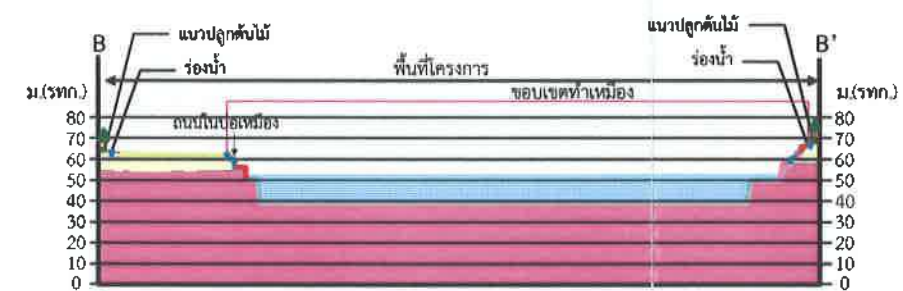 แนวปลูกต้นไม้
แนวปลูกต้นไม้
B
B'
ร่องน้ำ
ร่องน้ำ
พื้นที่โครงการ
ม.(รทก.)
ขอบเขตทำเหมือง
ม.(รทก.)
ถนนในบ่อเหมือง
80
80
70
70
60
60
50
50
40
40
30
30
20
20
10
10
0
0